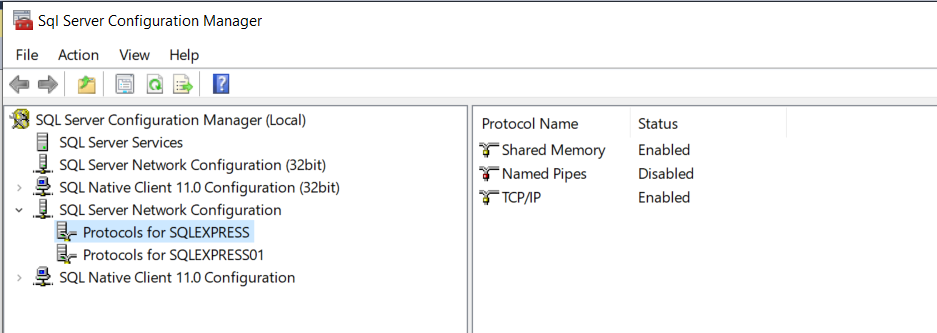 Sql Server Configuration Manager
File Action View Help
SQL Server Configuration Manager (Local)
SQL Server Services
SQL Server Network Configuration (32bit)
SQL Native Client 11.0 Configuration (32bit)
SQL Server Network Configuration
Protocols for SQLEXPRESS
Protocols for SQLEXPRESS01
SQL Native Client 11.0 Configuration
Protocol Name Status
Shared Memory Enabled
Named Pipes Disabled
TCP/IP Enabled